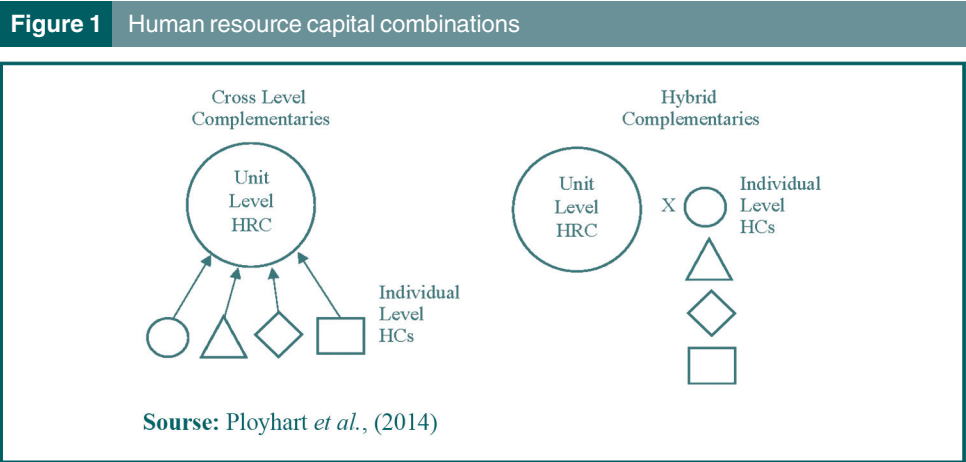 Figure 1 Human resource capital combinations
Cross Level
Complementaries
Unit
Level
HRC
Individual
Level
HCs
Hybrid
Complementaries
Unit
Level
HRC
X
Individual
Level
HCs
Sourse: Ployhart et al., (2014)